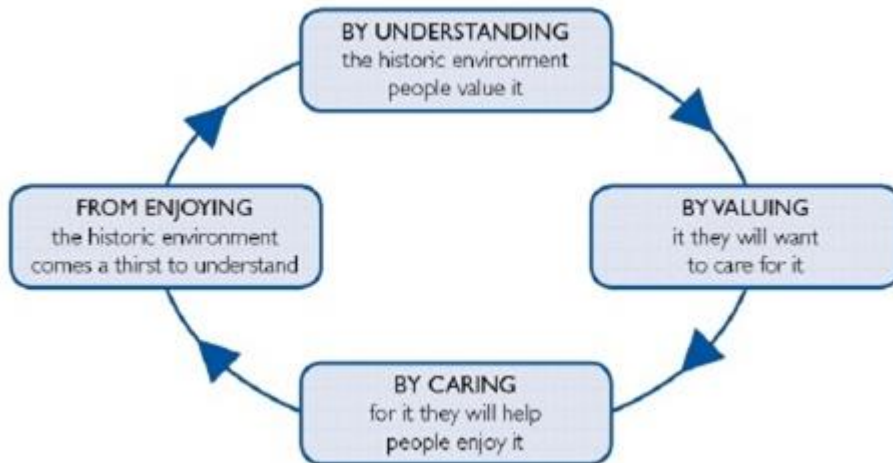 BY UNDERSTANDING
the historic environment
people value it
BY VALUING
it they will want
to care for it
BY CARING
for it they will help
people enjoy it
FROM ENJOYING
the historic environment
comes a thirst to understand